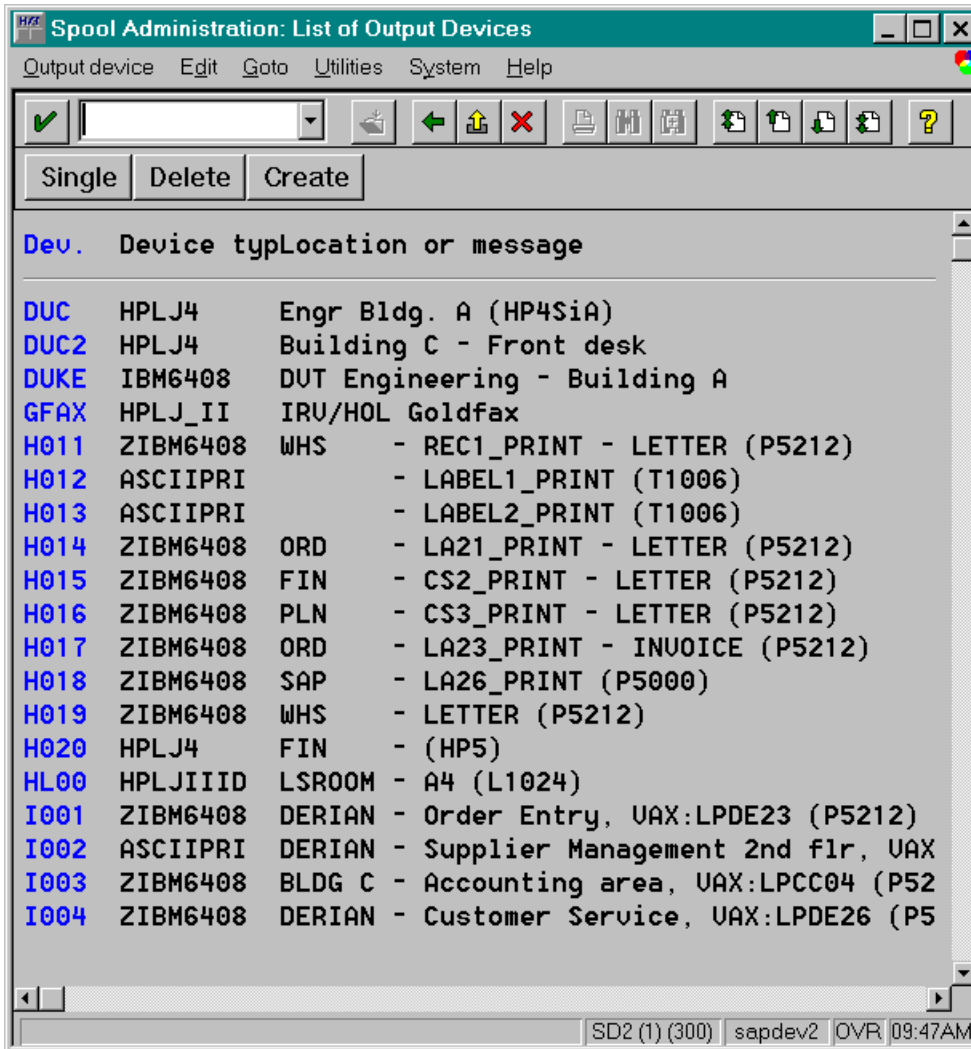 Spool Administration: List of Output Devices
Output device Edit Goto Utilities System Help
Single Delete Create
Dev. Device typLocation or message
DUC HPLJ4 Engr Bldg. A (HP4SiA)
DUC2 HPLJ4 Building C - Front desk
DUKE IBM6408 DVT Engineering - Building A
GFAX HPLJ_II IRV/HOL Goldfax
H011 ZIBM6408 WHS - REC1_PRINT - LETTER (P5212)
H012 ASCIIPRI - LABEL1_PRINT (T1006)
H013 ASCIIPRI - LABEL2_PRINT (T1006)
H014 ZIBM6408 ORD - LA21_PRINT - LETTER (P5212)
H015 ZIBM6408 FIN - CS2_PRINT - LETTER (P5212)
H016 ZIBM6408 PLN - CS3_PRINT - LETTER (P5212)
H017 ZIBM6408 ORD - LA23_PRINT - INVOICE (P5212)
H018 ZIBM6408 SAP - LA26_PRINT (P5000)
H019 ZIBM6408 WHS - LETTER (P5212)
H020 HPLJ4 FIN - (HP5)
HL00 HPLJIIID LSROOM - A4 (L1024)
I001 ZIBM6408 DERIAN - Order Entry, VAX:LPDE23 (P5212)
I002 ASCIIPRI DERIAN - Supplier Management 2nd flr, VAX
I003 ZIBM6408 BLDG C - Accounting area, VAX:LPCC04 (P52
I004 ZIBM6408 DERIAN - Customer Service, VAX:LPDE26 (P5
SD2 (1) (300) sapdev2 OVR 09:47AM